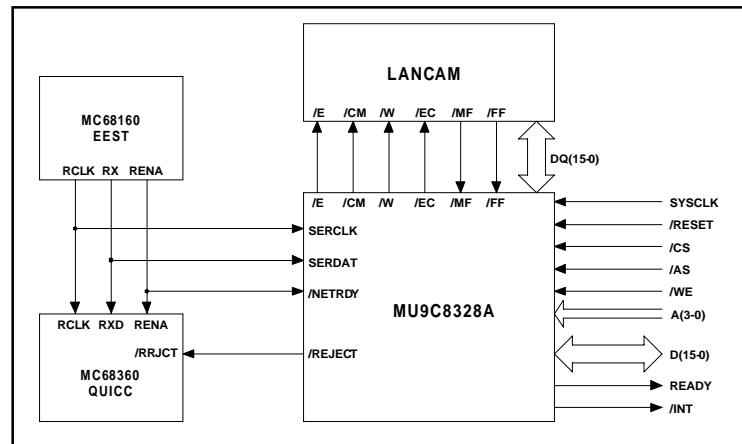 LANCAM
/E /CM /W /EC /MF /FF
DQ(15-0)
MC68160
EEST
RCLK RX RENA
/E /CM /W /EC /MF /FF
SERCLK
SERDAT
/NETRDY
/REJECT
MU9C8328A
RCLK RXD RENA
/RRJCT
MC68360
QUICC
SYSCLK
/RESET
/CS
/AS
/WE
A(3-0)
D(15-0)
READY
/INT